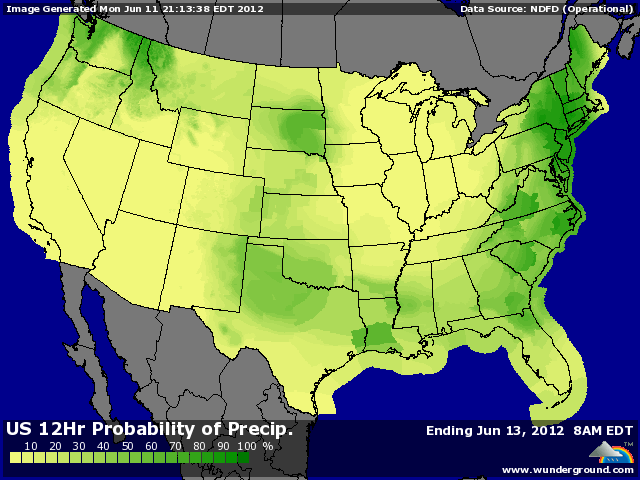 Image Generated Mon Jun 11 21:13:38 EDT 2012
Data Source: NDFD (Operational)
US 12Hr Probability of Precip.
10 20 30 40 50 60 70 80 90 100 %
Ending Jun 13, 2012 8AM EDT
TM
www.wunderground.com